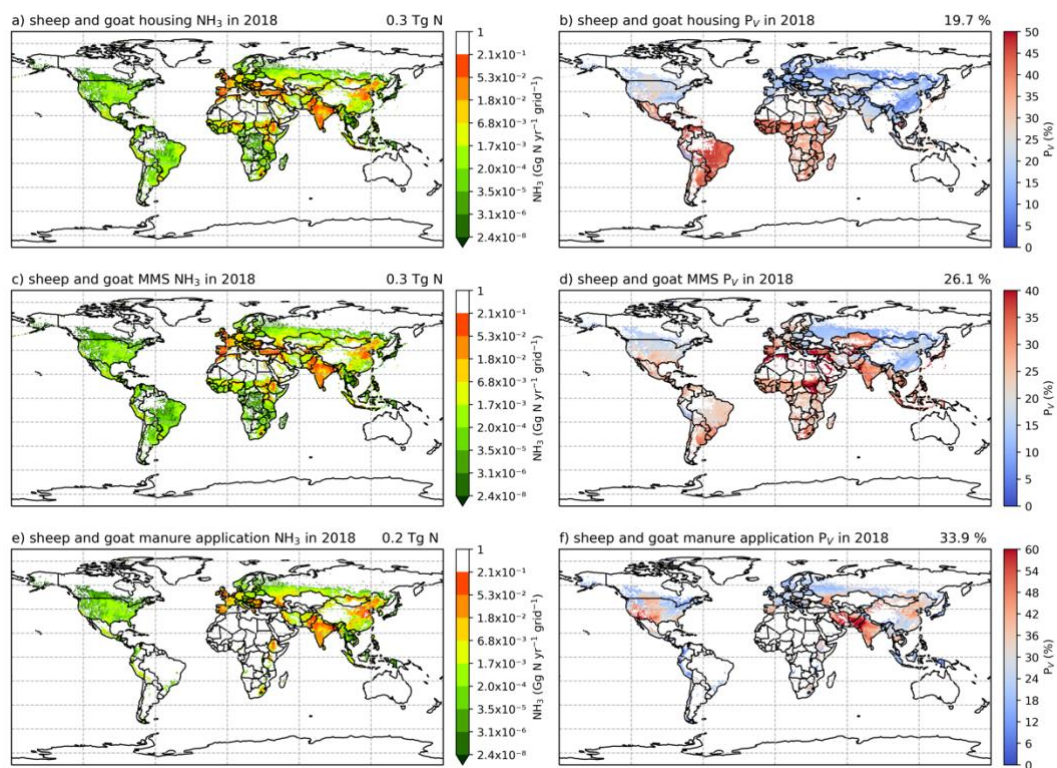 a) sheep and goat housing NH₃ in 2018 0.3 Tg N
1
2.1x10⁻¹
5.3x10⁻²
1.8x10⁻²
6.8x10⁻³
1.7x10⁻³
2.0x10⁻⁴
3.5x10⁻⁵
3.1x10⁻⁶
2.4x10⁻⁸
NH₃ (Gg N yr⁻¹ grid⁻¹)
b) sheep and goat housing Pᵥ in 2018 19.7 %
50
45
40
35
30
25
20
15
10
5
0
Pᵥ (%)
c) sheep and goat MMS NH₃ in 2018 0.3 Tg N
1
2.1x10⁻¹
5.3x10⁻²
1.8x10⁻²
6.8x10⁻³
1.7x10⁻³
2.0x10⁻⁴
3.5x10⁻⁵
3.1x10⁻⁶
2.4x10⁻⁸
NH₃ (Gg N yr⁻¹ grid⁻¹)
d) sheep and goat MMS Pᵥ in 2018 26.1 %
40
35
30
25
20
15
10
5
0
Pᵥ (%)
e) sheep and goat manure application NH₃ in 2018 0.2 Tg N
1
2.1x10⁻¹
5.3x10⁻²
1.8x10⁻²
6.8x10⁻³
1.7x10⁻³
2.0x10⁻⁴
3.5x10⁻⁵
3.1x10⁻⁶
2.4x10⁻⁸
NH₃ (Gg N yr⁻¹ grid⁻¹)
f) sheep and goat manure application Pᵥ in 2018 33.9 %
60
54
48
42
36
30
24
18
12
6
0
Pᵥ (%)